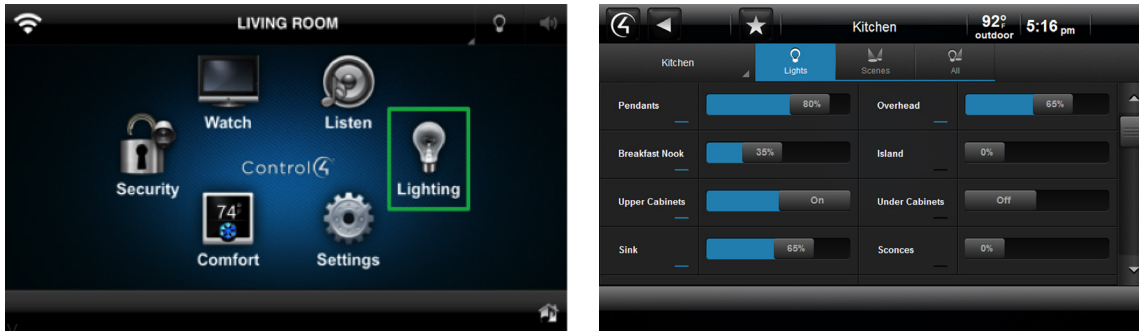 LIVING ROOM
Watch
Listen
Control4
Security
Lighting
74°
Comfort
Settings
4
Kitchen
92°F
outdoor
5:16 pm
Kitchen
Lights
Scenes
All
Pendants
80%
Overhead
65%
Breakfast Nook
35%
Island
0%
Upper Cabinets
On
Under Cabinets
Off
Sink
65%
Sconces
0%